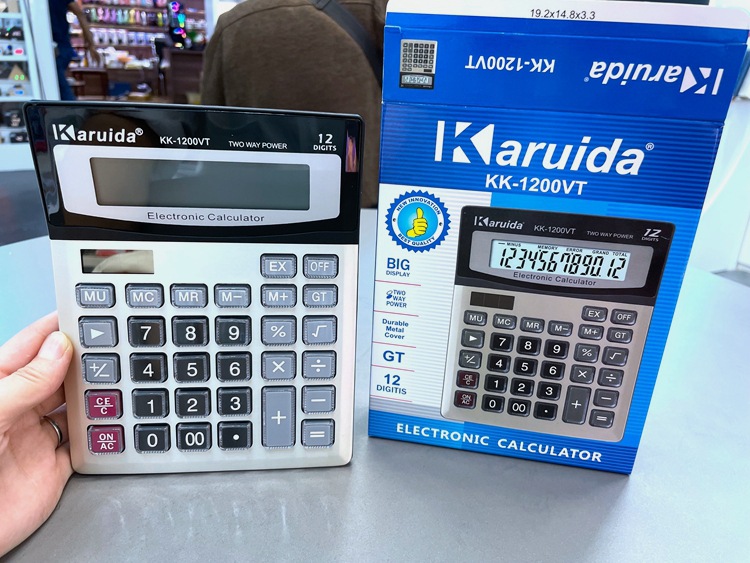 Karuida®
KK-1200VT TWO WAY POWER 12 DIGITS
Electronic Calculator
EX OFF
MU MC MR M− M+ GT
▶ 7 8 9 % √
+/− 4 5 6 × ÷
CE/C 1 2 3 + −
ON/AC 0 00 • =
19.2x14.8x3.3
Karuida®
KK-1200VT
Karuida®
KK-1200VT
NEW INNOVATION
BEST QUALITY
BIG
DISPLAY
TWO
WAY
POWER
Durable
Metal
Cover
GT
12
DIGITIS
Karuida KK-1200VT TWO WAY POWER 12 DIGITS
MINUS MEMORY ERROR GRAND TOTAL
123456789012
Electronic Calculator
EX OFF
MU MC MR M− M+ GT
▶ 7 8 9 % √
+/− 4 5 6 × ÷
CE/C 1 2 3 + −
ON/AC 0 00 • =
ELECTRONIC CALCULATOR